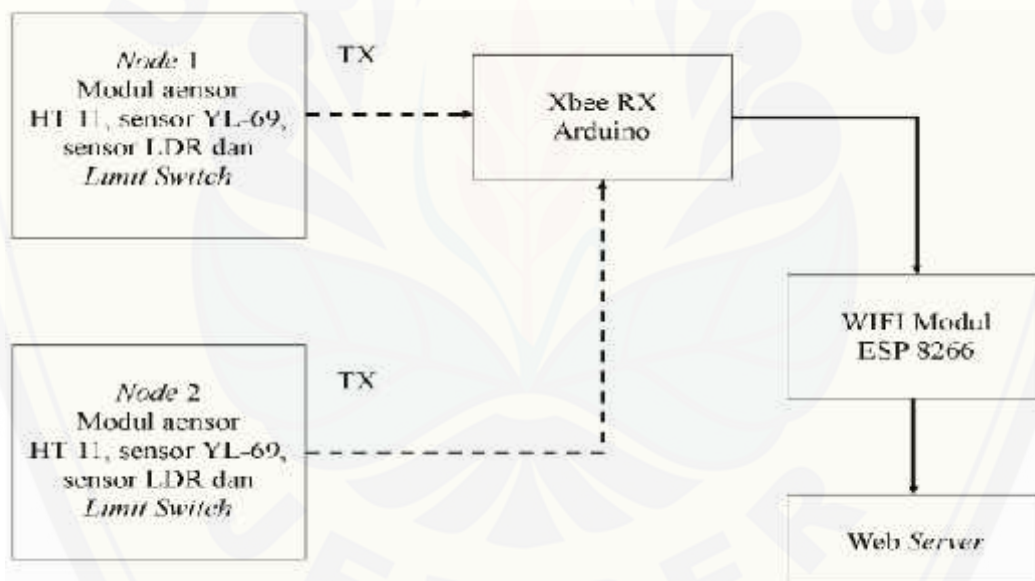 Node 1
Modul aensor
HT 11, sensor YL-69,
sensor LDR dan
Limit Switch
TX
Xbee RX
Arduino
WIFI Modul
ESP 8266
Node 2
Modul aensor
HT 11, sensor YL-69,
sensor LDR dan
Limit Switch
TX
Web Server